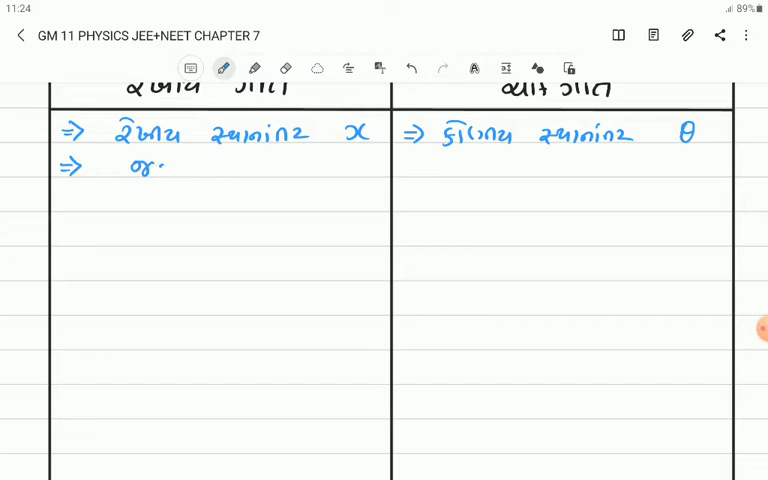 11:24
89%
GM 11 PHYSICS JEE+NEET CHAPTER 7
રેખીય ગતિ
ચાક ગતિ
⇒ રેખીય સ્થાનાંતર x
⇒ કોણીય સ્થાનાંતર θ
⇒